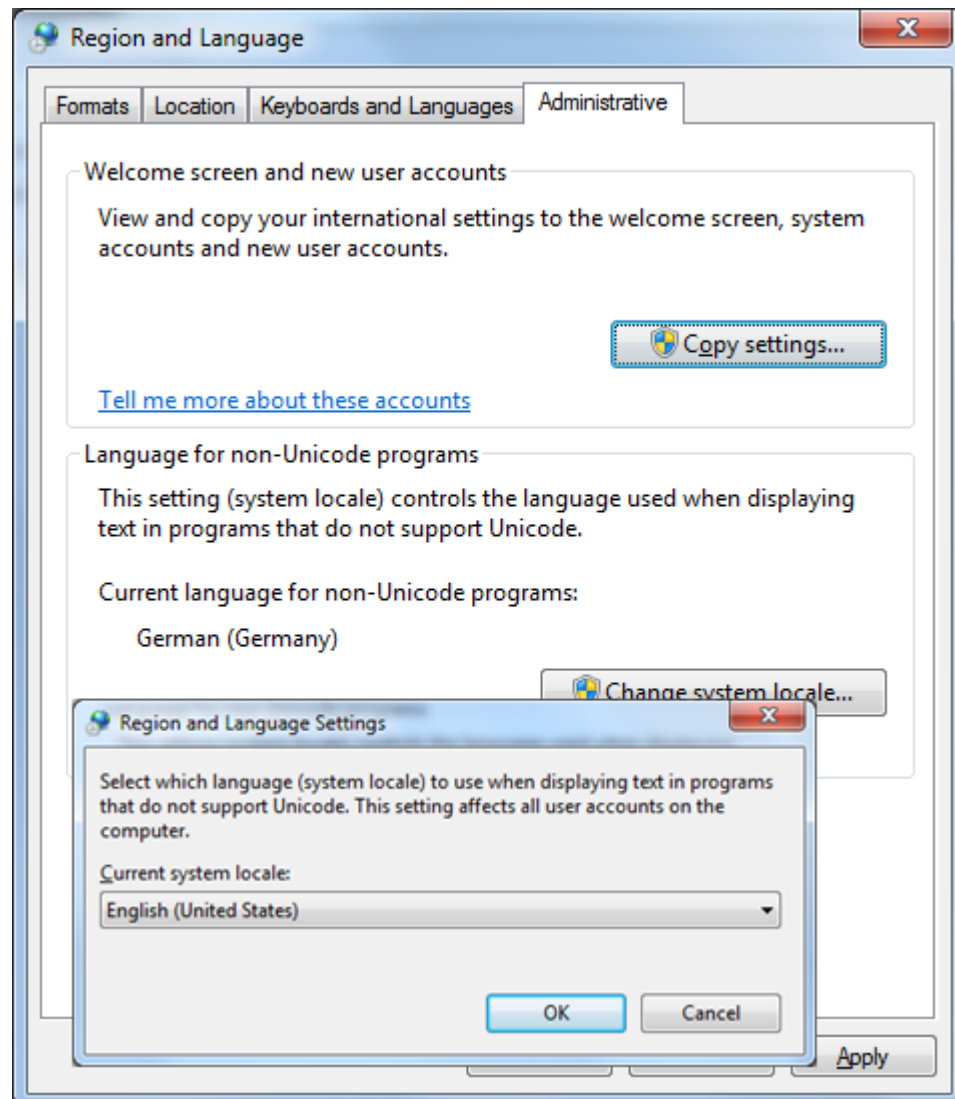 Region and Language
Formats Location Keyboards and Languages Administrative
Welcome screen and new user accounts
View and copy your international settings to the welcome screen, system
accounts and new user accounts.
Copy settings...
Tell me more about these accounts
Language for non-Unicode programs
This setting (system locale) controls the language used when displaying
text in programs that do not support Unicode.
Current language for non-Unicode programs:
German (Germany)
Change system locale...
Region and Language Settings
Select which language (system locale) to use when displaying text in programs
that do not support Unicode. This setting affects all user accounts on the
computer.
Current system locale:
English (United States)
OK Cancel
Apply